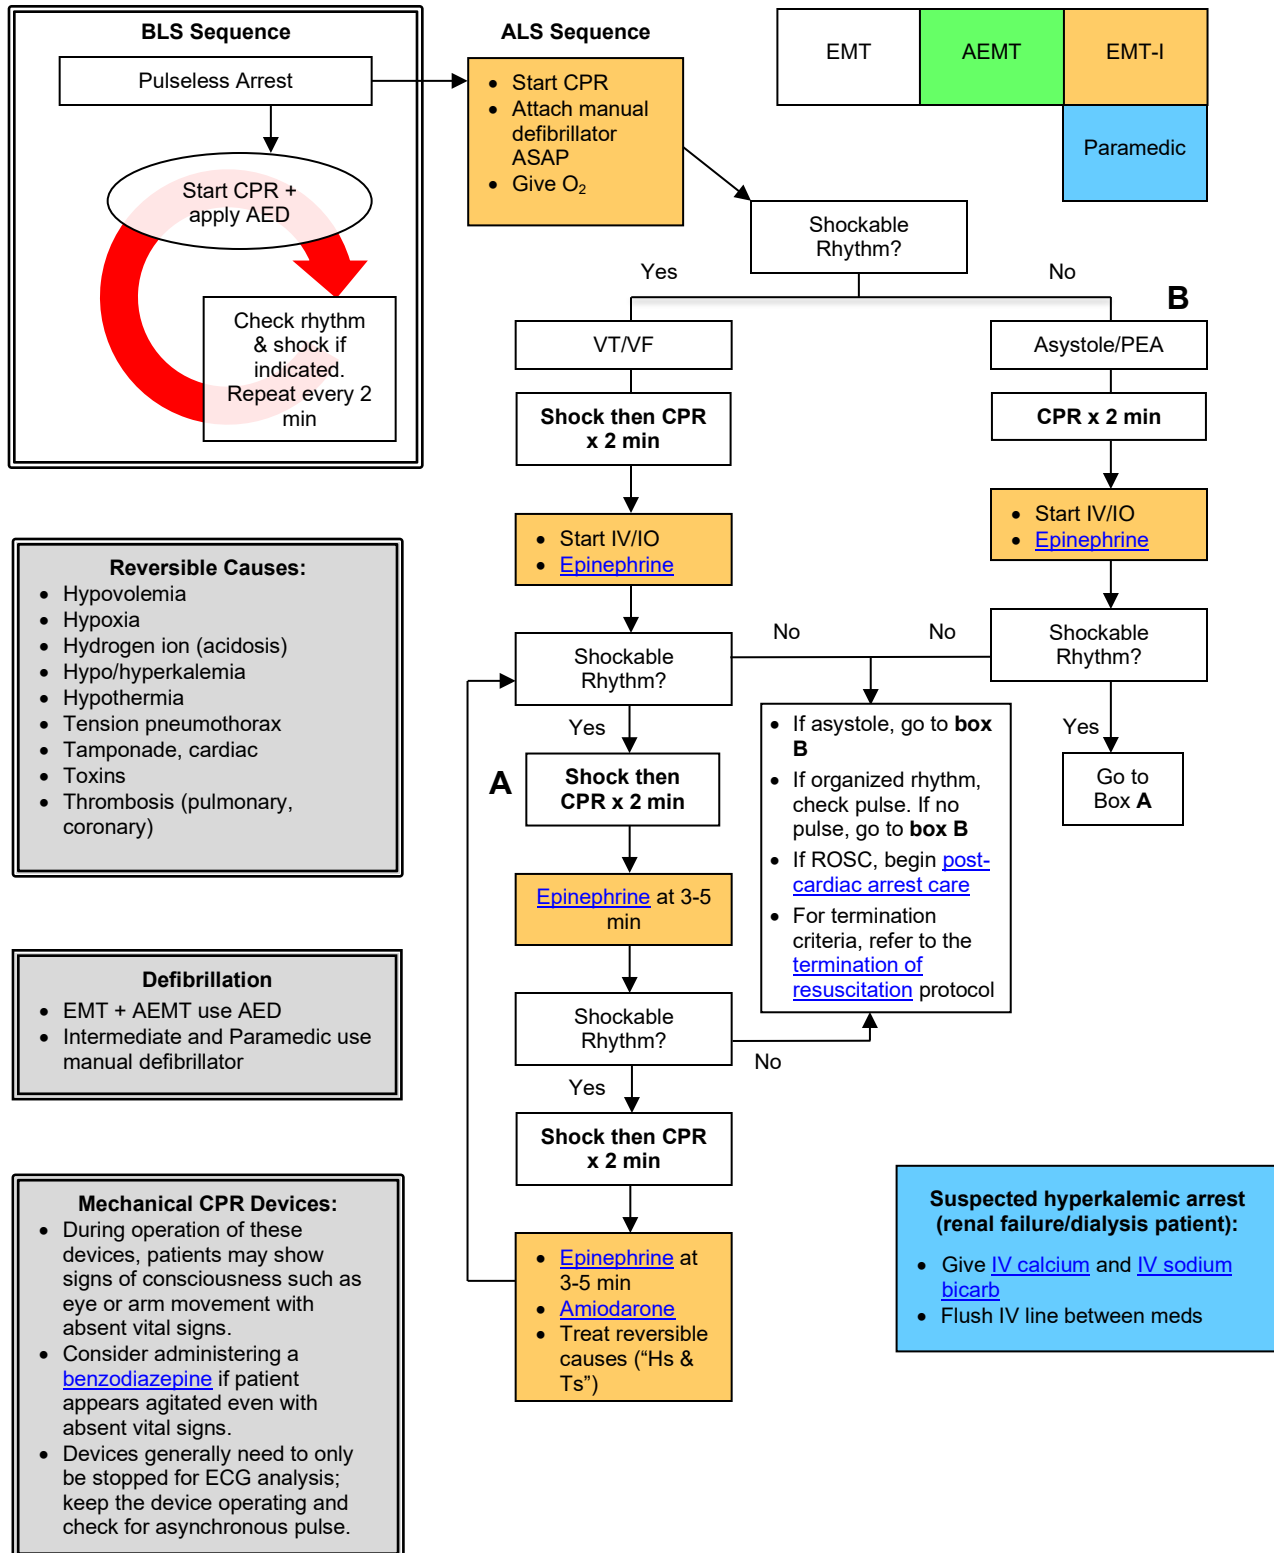 BLS Sequence
Pulseless Arrest
Start CPR +
apply AED
Check rhythm
& shock if
indicated.
Repeat every 2
min
ALS Sequence
• Start CPR
• Attach manual
defibrillator
ASAP
• Give O₂
EMT
AEMT
EMT-I
Paramedic
Shockable
Rhythm?
Yes
No
B
VT/VF
Asystole/PEA
Shock then CPR
x 2 min
CPR x 2 min
• Start IV/IO
• Epinephrine
• Start IV/IO
• Epinephrine
Shockable
Rhythm?
No
No
Shockable
Rhythm?
Yes
Yes
A
Shock then
CPR x 2 min
• If asystole, go to box
B
• If organized rhythm,
check pulse. If no
pulse, go to box B
• If ROSC, begin post-
cardiac arrest care
• For termination
criteria, refer to the
termination of
resuscitation protocol
Go to
Box A
Epinephrine at 3-5
min
Shockable
Rhythm?
No
Yes
Shock then CPR
x 2 min
• Epinephrine at
3-5 min
• Amiodarone
• Treat reversible
causes (“Hs &
Ts”)
Reversible Causes:
• Hypovolemia
• Hypoxia
• Hydrogen ion (acidosis)
• Hypo/hyperkalemia
• Hypothermia
• Tension pneumothorax
• Tamponade, cardiac
• Toxins
• Thrombosis (pulmonary,
coronary)
Defibrillation
• EMT + AEMT use AED
• Intermediate and Paramedic use
manual defibrillator
Mechanical CPR Devices:
• During operation of these
devices, patients may show
signs of consciousness such as
eye or arm movement with
absent vital signs.
• Consider administering a
benzodiazepine if patient
appears agitated even with
absent vital signs.
• Devices generally need to only
be stopped for ECG analysis;
keep the device operating and
check for asynchronous pulse.
Suspected hyperkalemic arrest
(renal failure/dialysis patient):
• Give IV calcium and IV sodium
bicarb
• Flush IV line between meds